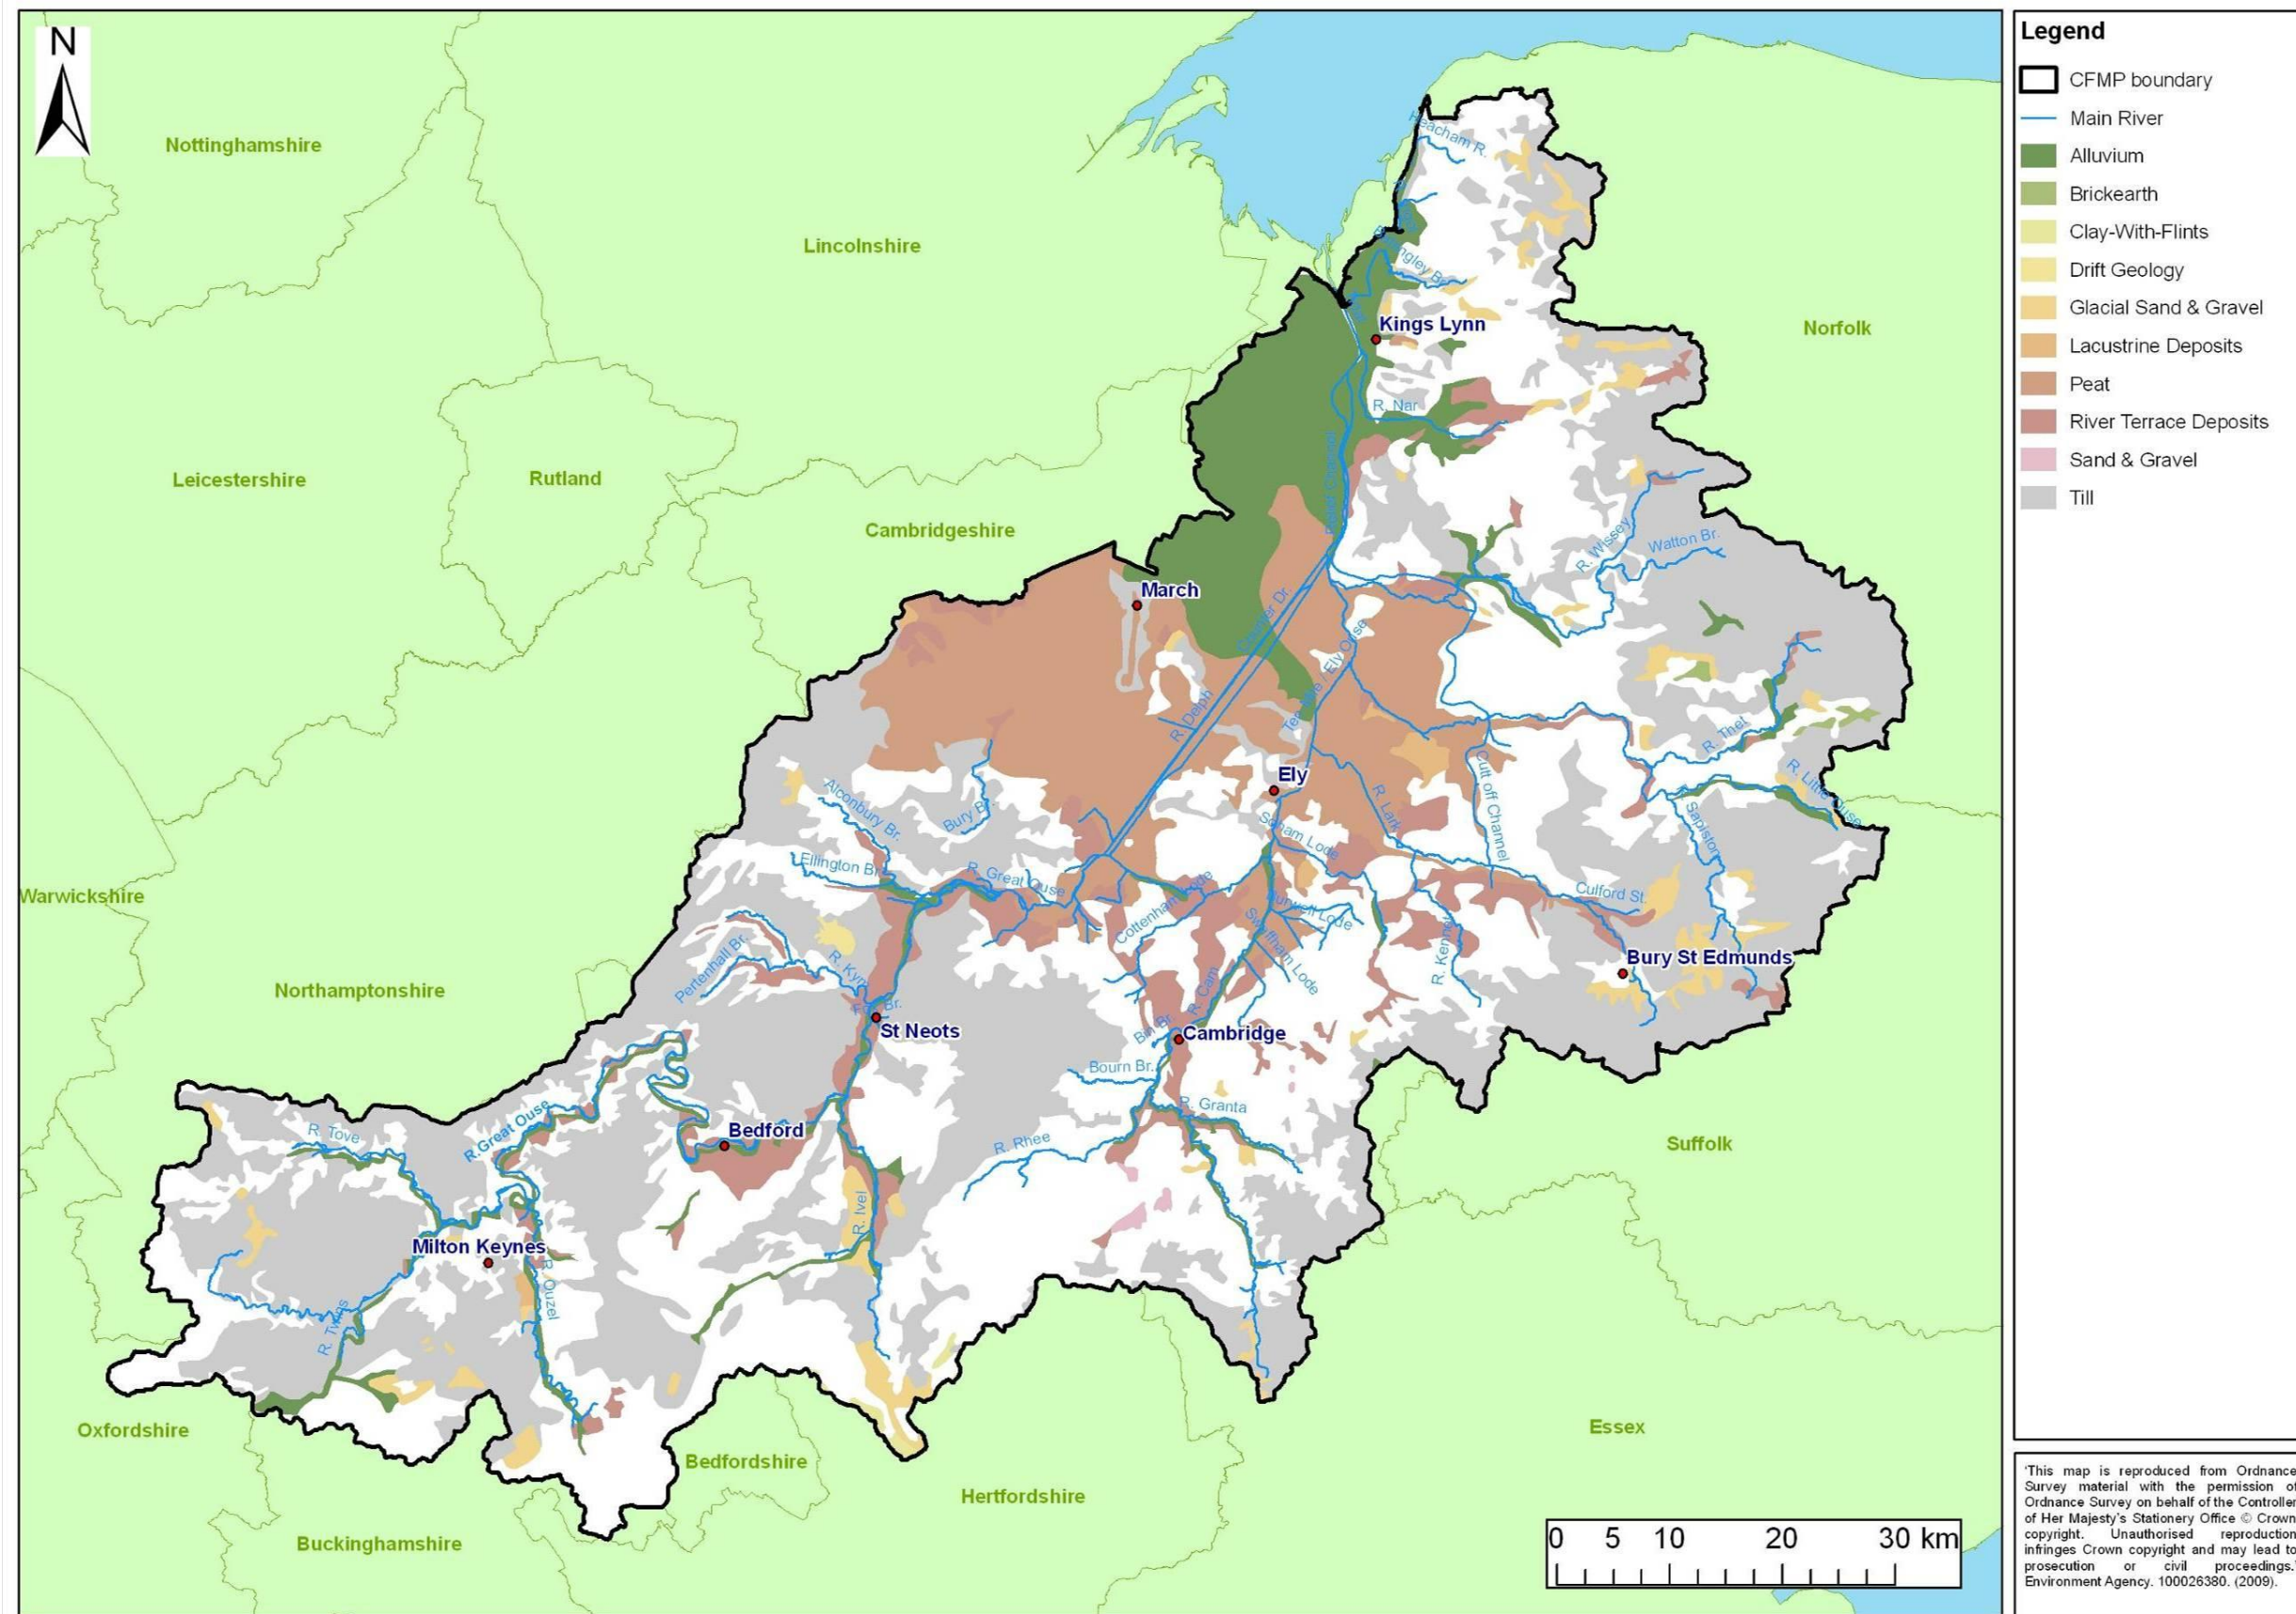 N
Nottinghamshire
Lincolnshire
Norfolk
Leicestershire
Rutland
Cambridgeshire
Warwickshire
Northamptonshire
Suffolk
Oxfordshire
Bedfordshire
Essex
Hertfordshire
Buckinghamshire
Heacham R.
Kings Lynn
R. Nar
R. Wissey
Watton Br.
March
R. Delph
R. Thet
R. Little Ouse
Ely
R. Lark
Cut off Channel
R. Sapiston
Alconbury Br.
Bury Br.
Soham Lode
Ellington Br.
R. Great Ouse
Culford St.
Cottenham Lode
Swaffham Lode
R. Kennett
Bury St Edmunds
Pertenhall Br.
R. Kym
R. Cam
St Neots
Bin Br.
Cambridge
Bourn Br.
R. Granta
R. Tove
R.Great Ouse
Bedford
R. Rhee
R. Ivel
Milton Keynes
R. Ouzel
0 5 10 20 30 km
Legend
CFMP boundary
Main River
Alluvium
Brickearth
Clay-With-Flints
Drift Geology
Glacial Sand & Gravel
Lacustrine Deposits
Peat
River Terrace Deposits
Sand & Gravel
Till
'This map is reproduced from Ordnance
Survey material with the permission of
Ordnance Survey on behalf of the Controller
of Her Majesty's Stationery Office © Crown
copyright. Unauthorised reproduction
infringes Crown copyright and may lead to
prosecution or civil proceedings.'
Environment Agency. 100026380. (2009).